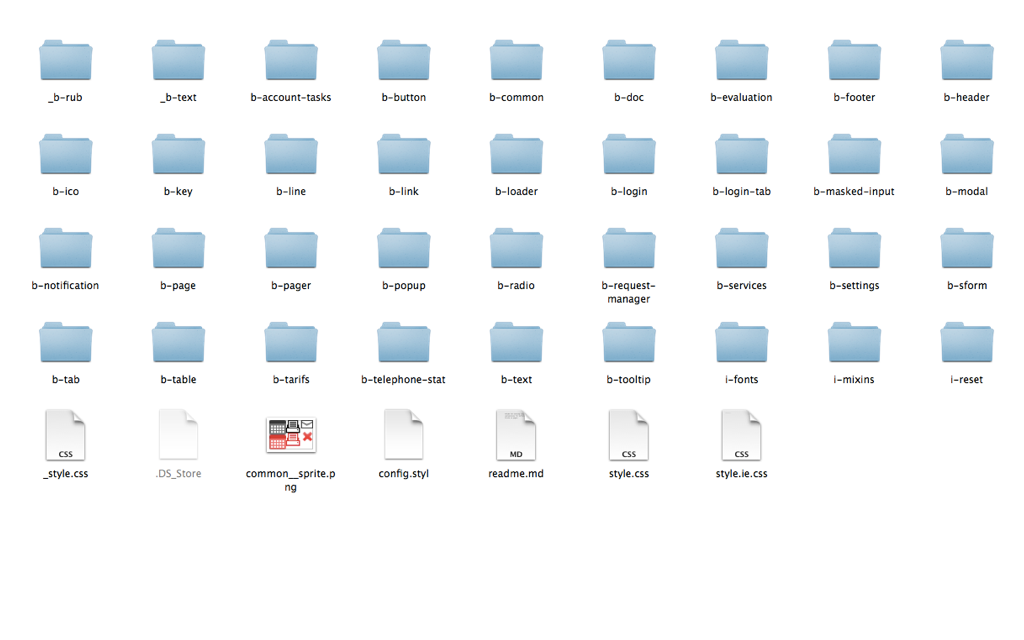 _b-rub
_b-text
b-account-tasks
b-button
b-common
b-doc
b-evaluation
b-footer
b-header
b-ico
b-key
b-line
b-link
b-loader
b-login
b-login-tab
b-masked-input
b-modal
b-notification
b-page
b-pager
b-popup
b-radio
b-request-
manager
b-services
b-settings
b-sform
b-tab
b-table
b-tarifs
b-telephone-stat
b-text
b-tooltip
i-fonts
i-mixins
i-reset
CSS
_style.css
.DS_Store
common__sprite.p
ng
config.styl
MD
readme.md
CSS
style.css
CSS
style.ie.css